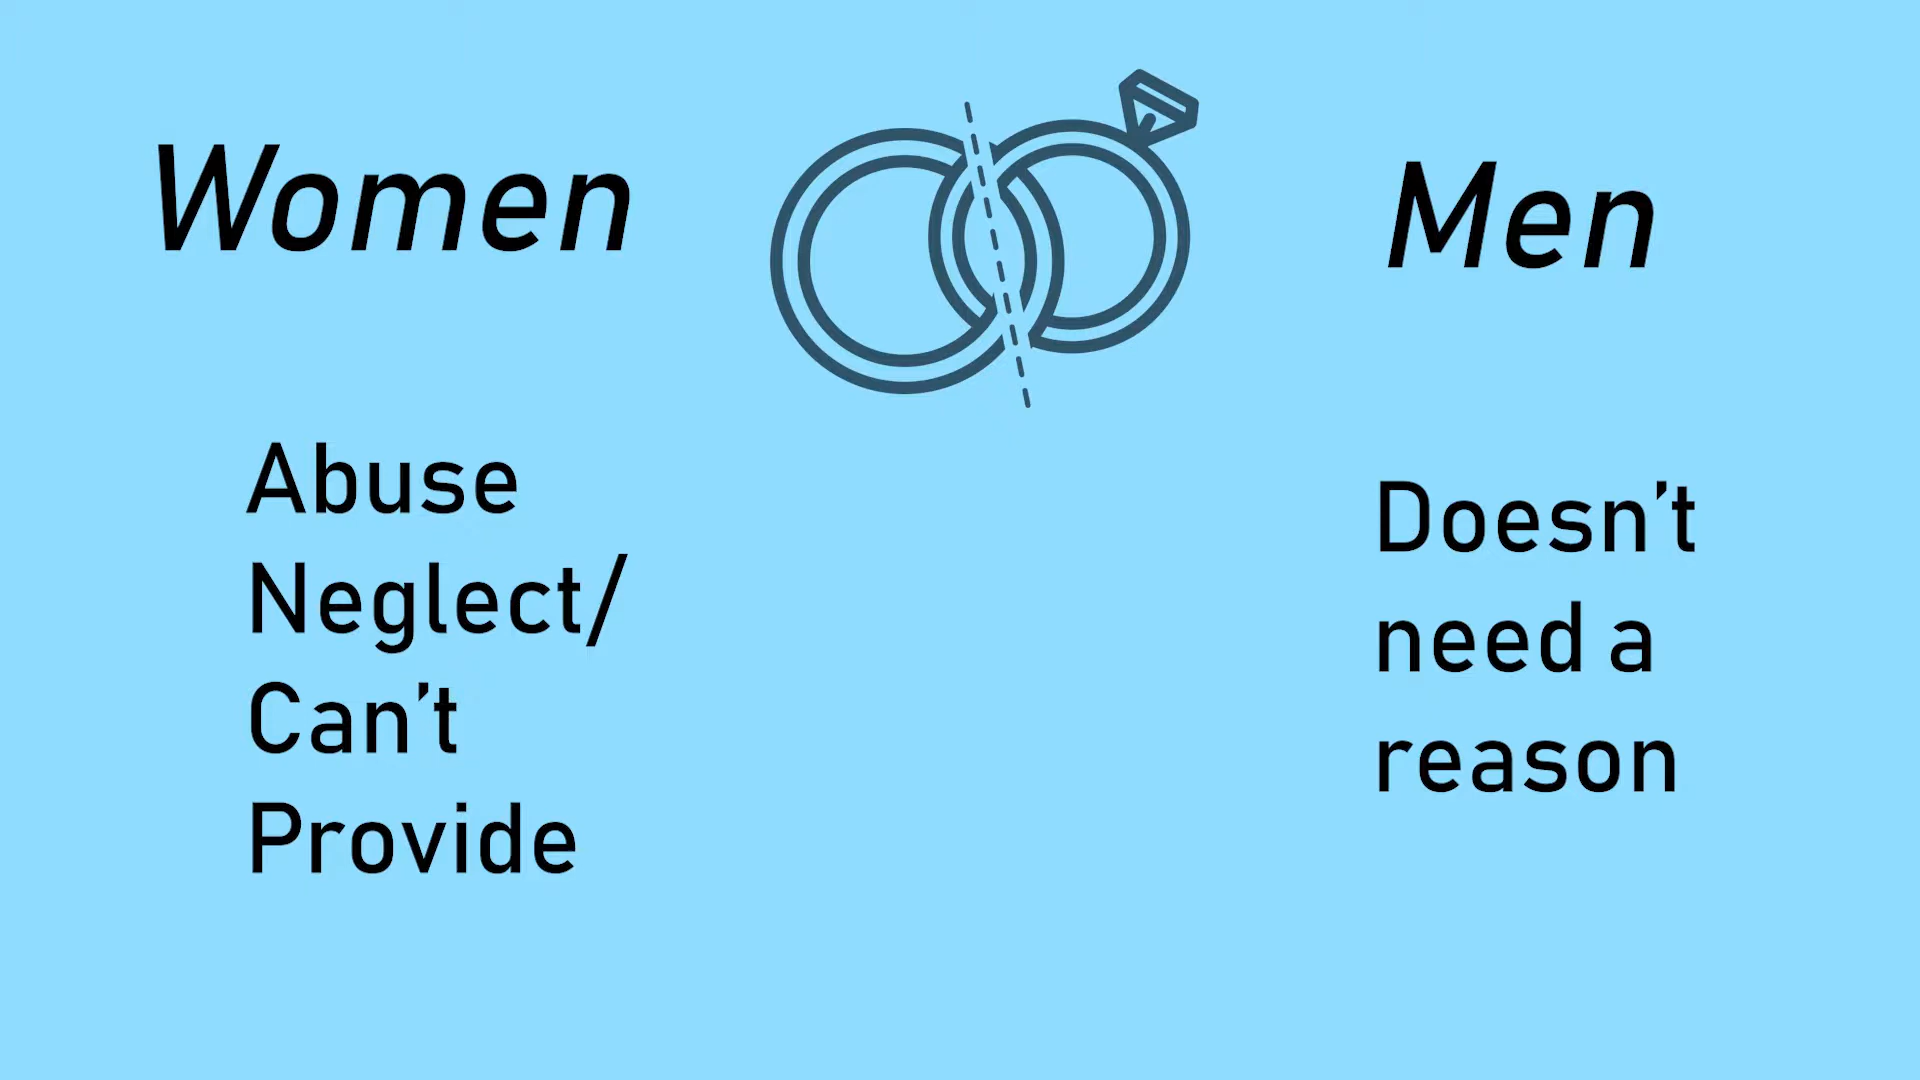 Women
Abuse
Neglect/
Can't
Provide
Men
Doesn't
need a
reason